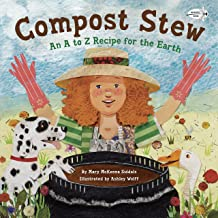 Compost Stew
An A to Z Recipe for the Earth
By Mary McKenna Siddals
Illustrated by Ashley Wolff